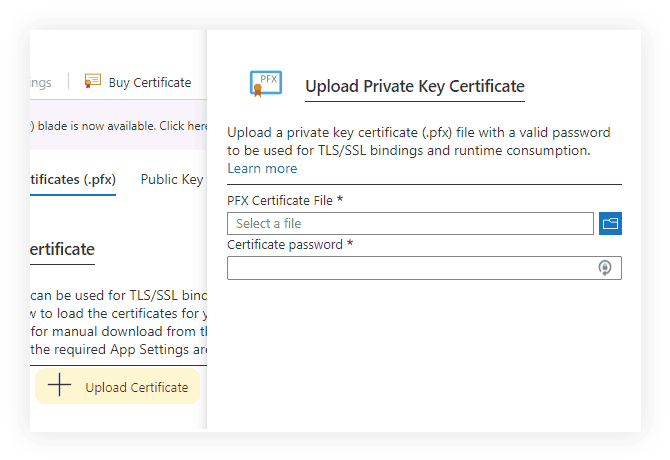 ngs
Buy Certificate
) blade is now available. Click here
tificates (.pfx)
Public Key
ertificate
can be used for TLS/SSL bind
w to load the certificates for y
for manual download from th
the required App Settings are
Upload Certificate
PFX
Upload Private Key Certificate
Upload a private key certificate (.pfx) file with a valid password
to be used for TLS/SSL bindings and runtime consumption.
Learn more
PFX Certificate File *
Select a file
Certificate password *